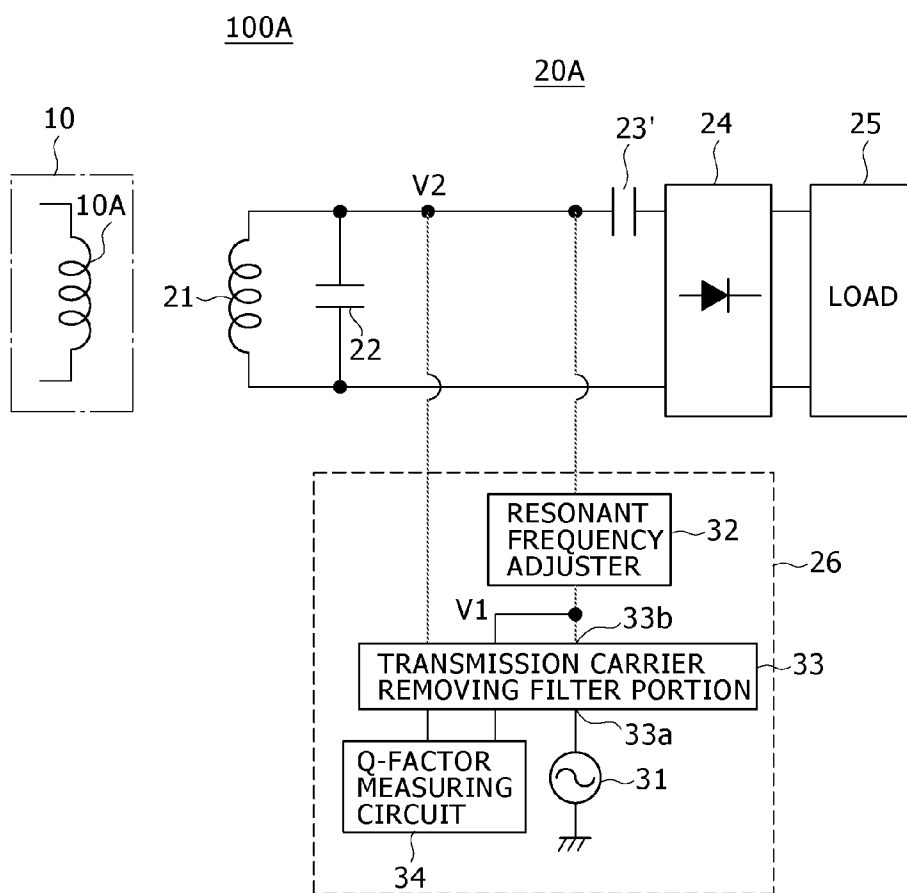 100A
20A
10
10A
V2
23'
24
25
21
22
LOAD
RESONANT
FREQUENCY
ADJUSTER
32
26
V1
33b
TRANSMISSION CARRIER
REMOVING FILTER PORTION
33
33a
Q-FACTOR
MEASURING
CIRCUIT
31
34